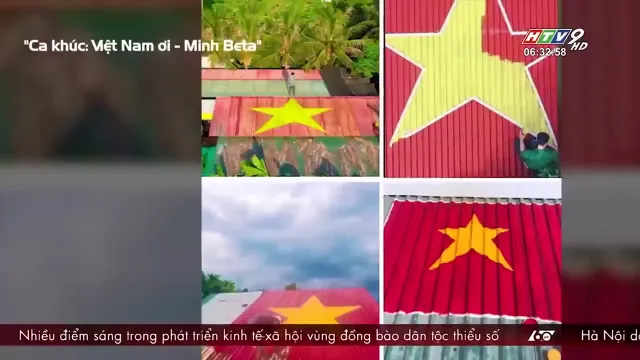 "Ca khúc: Việt Nam ơi - Minh Beta"
HTV9 HD
06:32:58
Nhiều điểm sáng trong phát triển kinh tế-xã hội vùng đồng bào dân tộc thiểu số
60
Hà Nội d